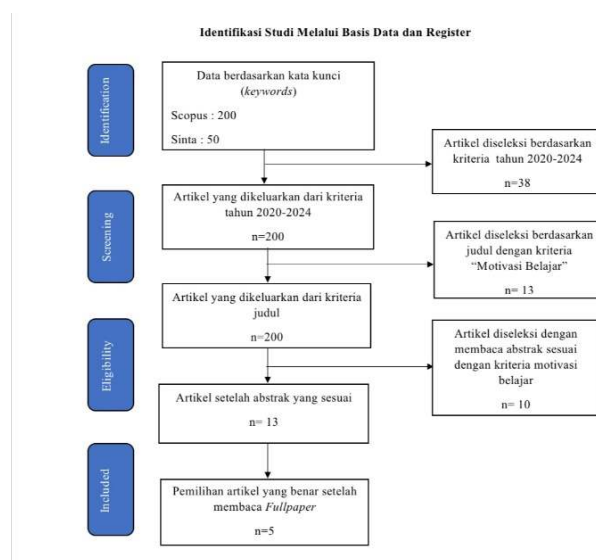 Identifikasi Studi Melalui Basis Data dan Register
Identification
Data berdasarkan kata kunci
(keywords)
Scopus : 200
Sinta : 50
Artikel diseleksi berdasarkan
kriteria tahun 2020-2024
n=38
Screening
Artikel yang dikeluarkan dari kriteria
tahun 2020-2024
n=200
Artikel diseleksi berdasarkan
judul dengan kriteria
“Motivasi Belajar”
n= 13
Artikel yang dikeluarkan dari kriteria
judul
n=200
Eligibility
Artikel diseleksi dengan
membaca abstrak sesuai
dengan kriteria motivasi
belajar
n= 10
Artikel setelah abstrak yang sesuai
n= 13
Included
Pemilihan artikel yang benar setelah
membaca Fullpaper
n=5